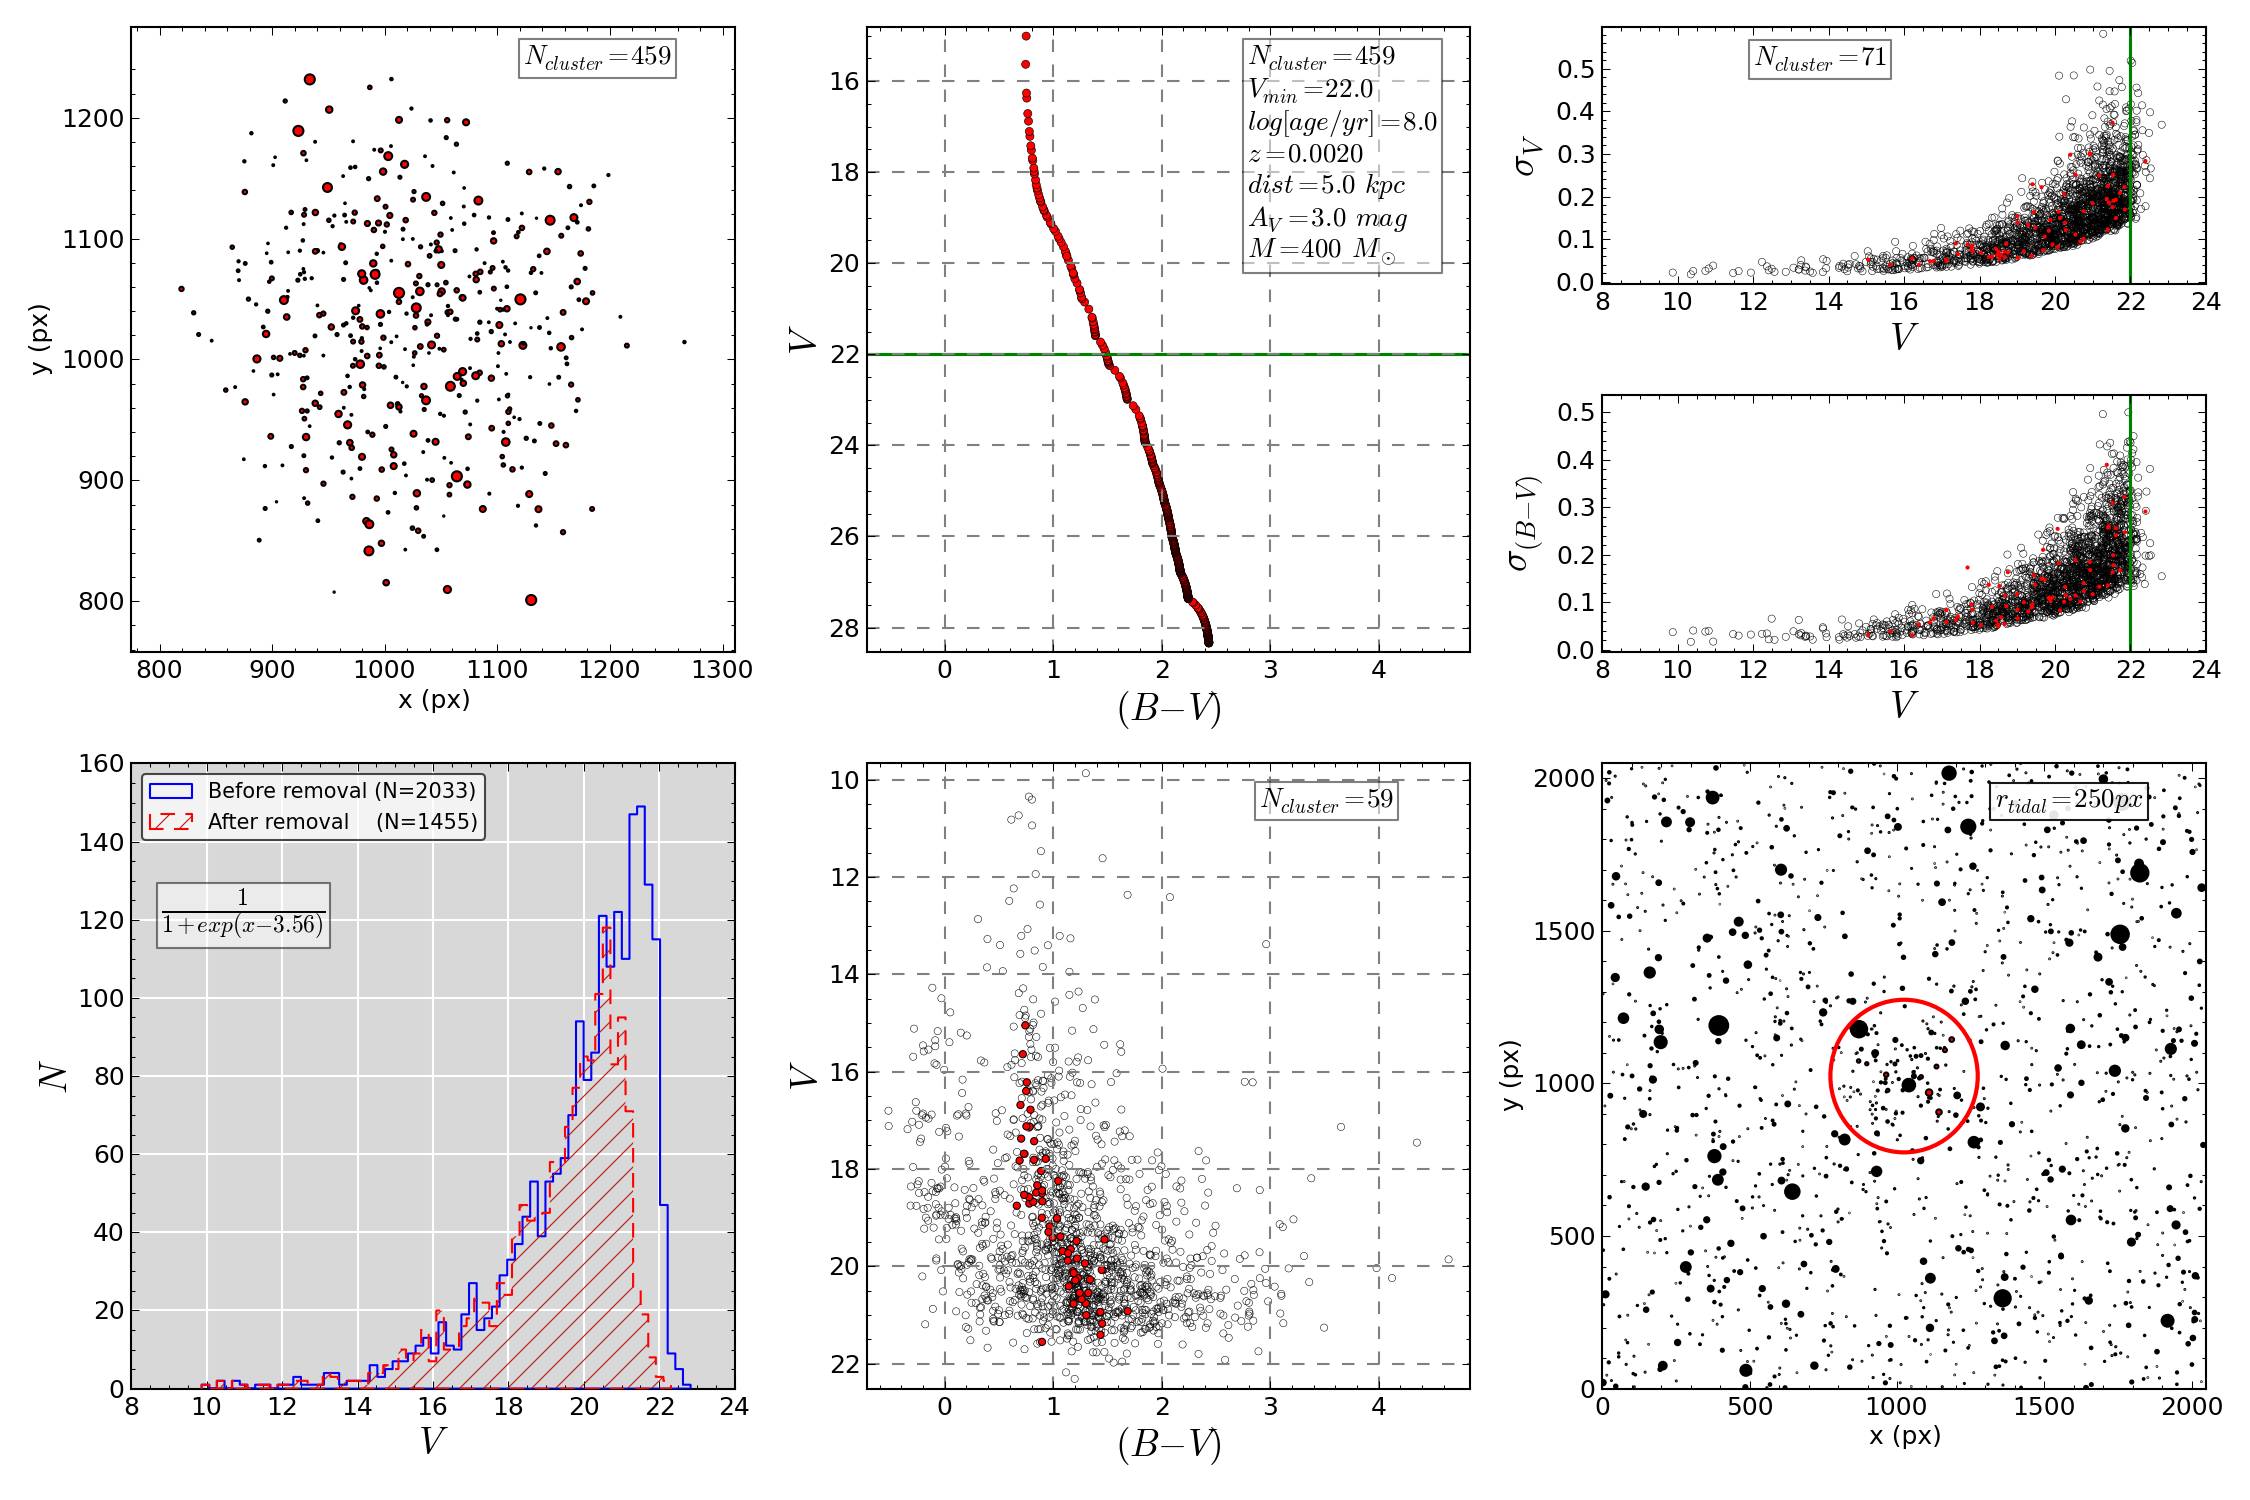 N_cluster=459
1200
1100
1000
900
800
y (px)
800 900 1000 1100 1200 1300
x (px)
N_cluster=459
V_min=22.0
log[age/yr]=8.0
z=0.0020
dist=5.0 kpc
A_V=3.0 mag
M=400 M_⊙
16
18
20
22
24
26
28
V
0 1 2 3 4
(B−V)
N_cluster=71
0.5
0.4
0.3
0.2
0.1
0.0
σ_V
8 10 12 14 16 18 20 22 24
V
0.5
0.4
0.3
0.2
0.1
0.0
σ_(B−V)
8 10 12 14 16 18 20 22 24
V
160
140
120
100
80
60
40
20
0
N
Before removal (N=2033)
After removal (N=1455)
1
1+exp(x−3.56)
8 10 12 14 16 18 20 22 24
V
N_cluster=59
10
12
14
16
18
20
22
V
0 1 2 3 4
(B−V)
r_tidal=250px
2000
1500
1000
500
0
y (px)
0 500 1000 1500 2000
x (px)